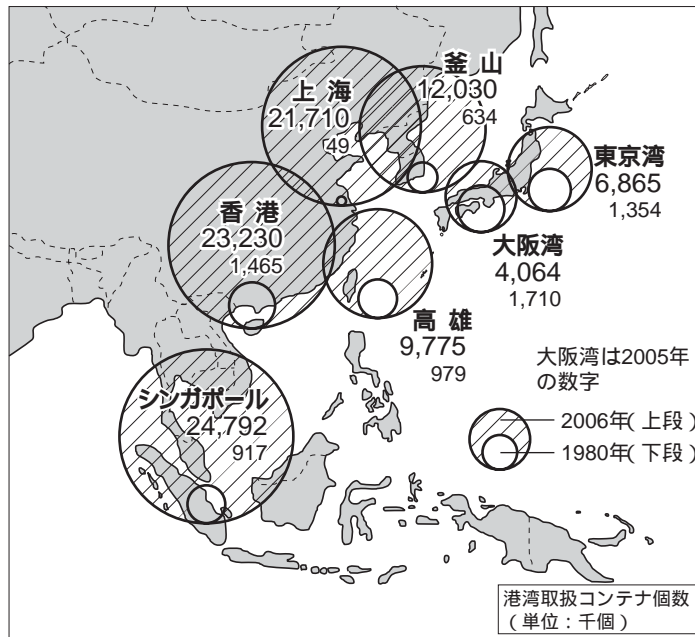 釜山
12,030
634
上海
21,710
49
東京湾
6,865
1,354
香港
23,230
1,465
大阪湾
4,064
1,710
高雄
9,775
979
大阪湾は2005年
の数字
シンガポール
24,792
917
2006年(上段)
1980年(下段)
港湾取扱コンテナ個数
(単位:千個)